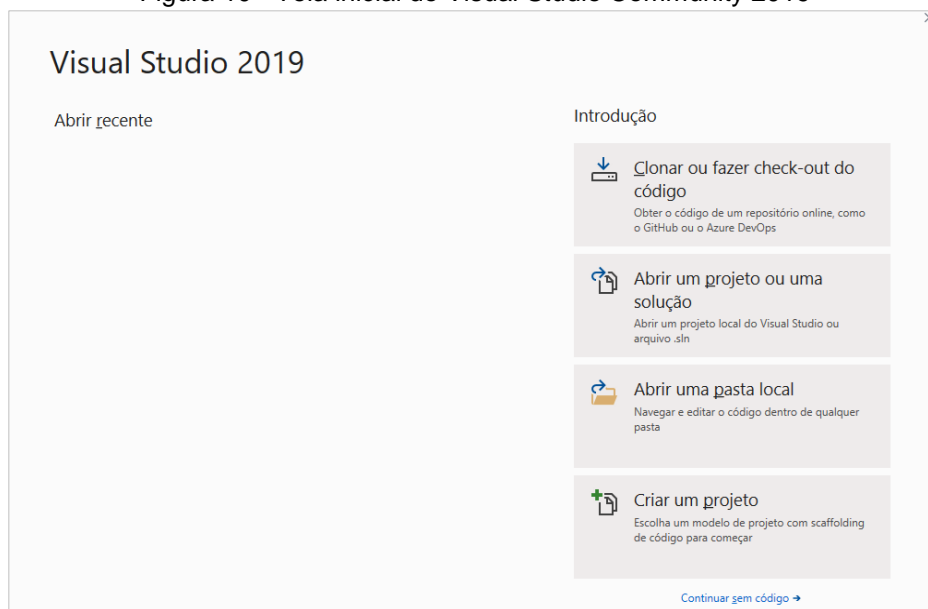 Visual Studio 2019
Abrir recente
Introdução
Clonar ou fazer check-out do
código
Obter o código de um repositório online, como
o GitHub ou o Azure DevOps
Abrir um projeto ou uma
solução
Abrir um projeto local do Visual Studio ou
arquivo .sln
Abrir uma pasta local
Navegar e editar o código dentro de qualquer
pasta
Criar um projeto
Escolha um modelo de projeto com scaffolding
de código para começar
Continuar sem código →